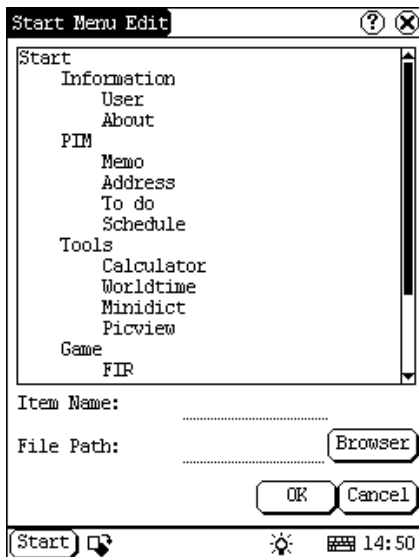 Start Menu Edit
Start
Information
User
About
PIM
Memo
Address
To do
Schedule
Tools
Calculator
Worldtime
Minidict
Picview
Game
FIR
Item Name:
File Path: Browser
OK Cancel
Start 14:50